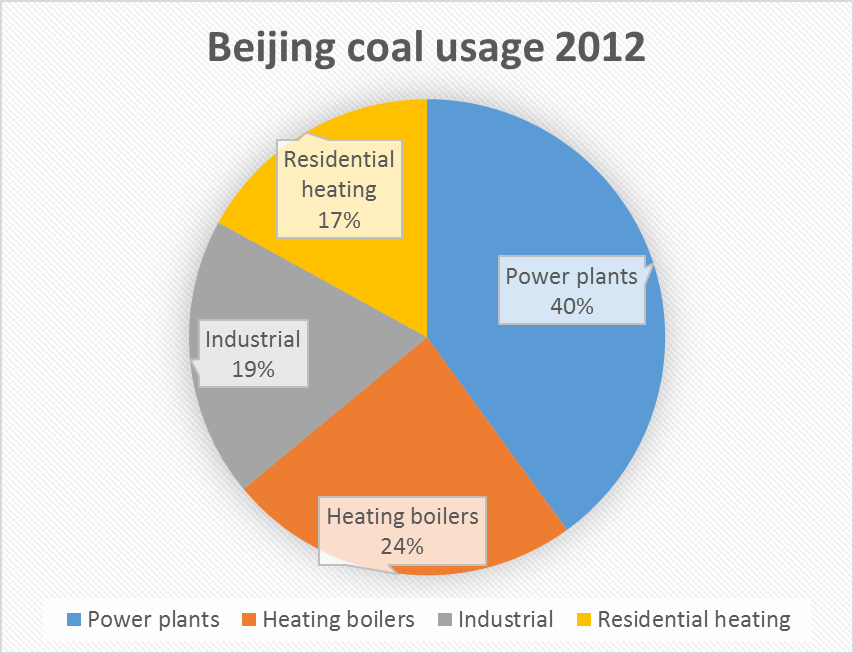 Beijing coal usage 2012
Residential
heating
17%
Power plants
40%
Industrial
19%
Heating boilers
24%
Power plants
Heating boilers
Industrial
Residential heating